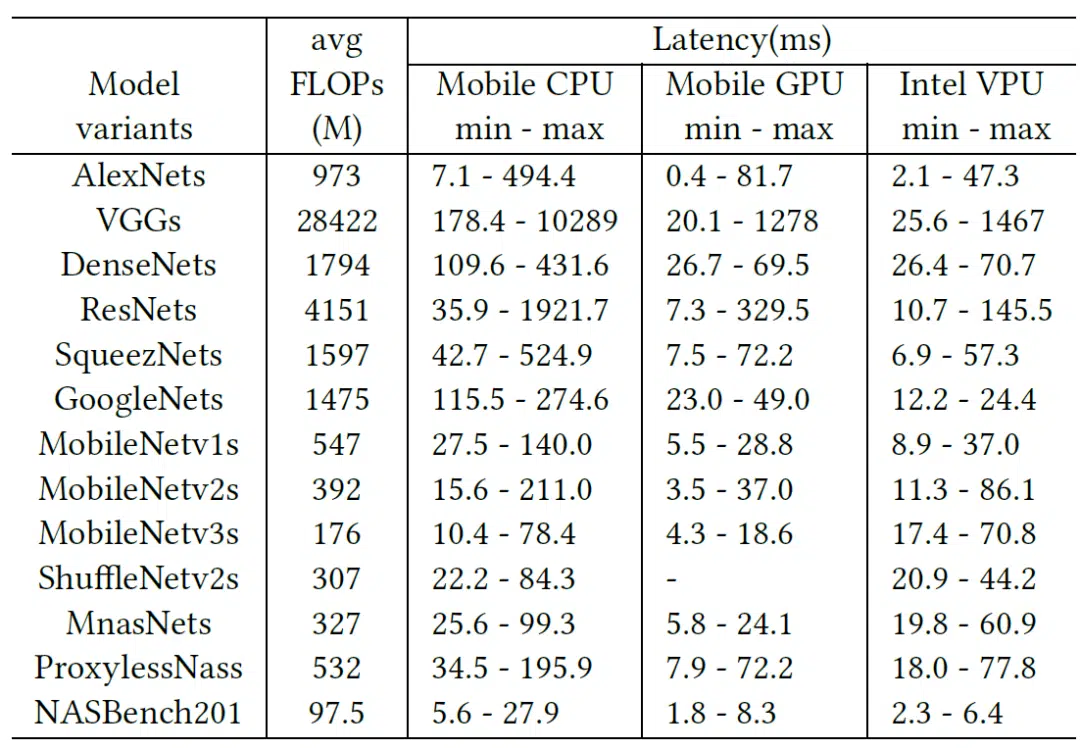 avg Latency(ms)
Model FLOPs Mobile CPU Mobile GPU Intel VPU
variants (M) min - max min - max min - max
AlexNets 973 7.1 - 494.4 0.4 - 81.7 2.1 - 47.3
VGGs 28422 178.4 - 10289 20.1 - 1278 25.6 - 1467
DenseNets 1794 109.6 - 431.6 26.7 - 69.5 26.4 - 70.7
ResNets 4151 35.9 - 1921.7 7.3 - 329.5 10.7 - 145.5
SqueezNets 1597 42.7 - 524.9 7.5 - 72.2 6.9 - 57.3
GoogleNets 1475 115.5 - 274.6 23.0 - 49.0 12.2 - 24.4
MobileNetv1s 547 27.5 - 140.0 5.5 - 28.8 8.9 - 37.0
MobileNetv2s 392 15.6 - 211.0 3.5 - 37.0 11.3 - 86.1
MobileNetv3s 176 10.4 - 78.4 4.3 - 18.6 17.4 - 70.8
ShuffleNetv2s 307 22.2 - 84.3 - 20.9 - 44.2
MnasNets 327 25.6 - 99.3 5.8 - 24.1 19.8 - 60.9
ProxylessNass 532 34.5 - 195.9 7.9 - 72.2 18.0 - 77.8
NASBench201 97.5 5.6 - 27.9 1.8 - 8.3 2.3 - 6.4